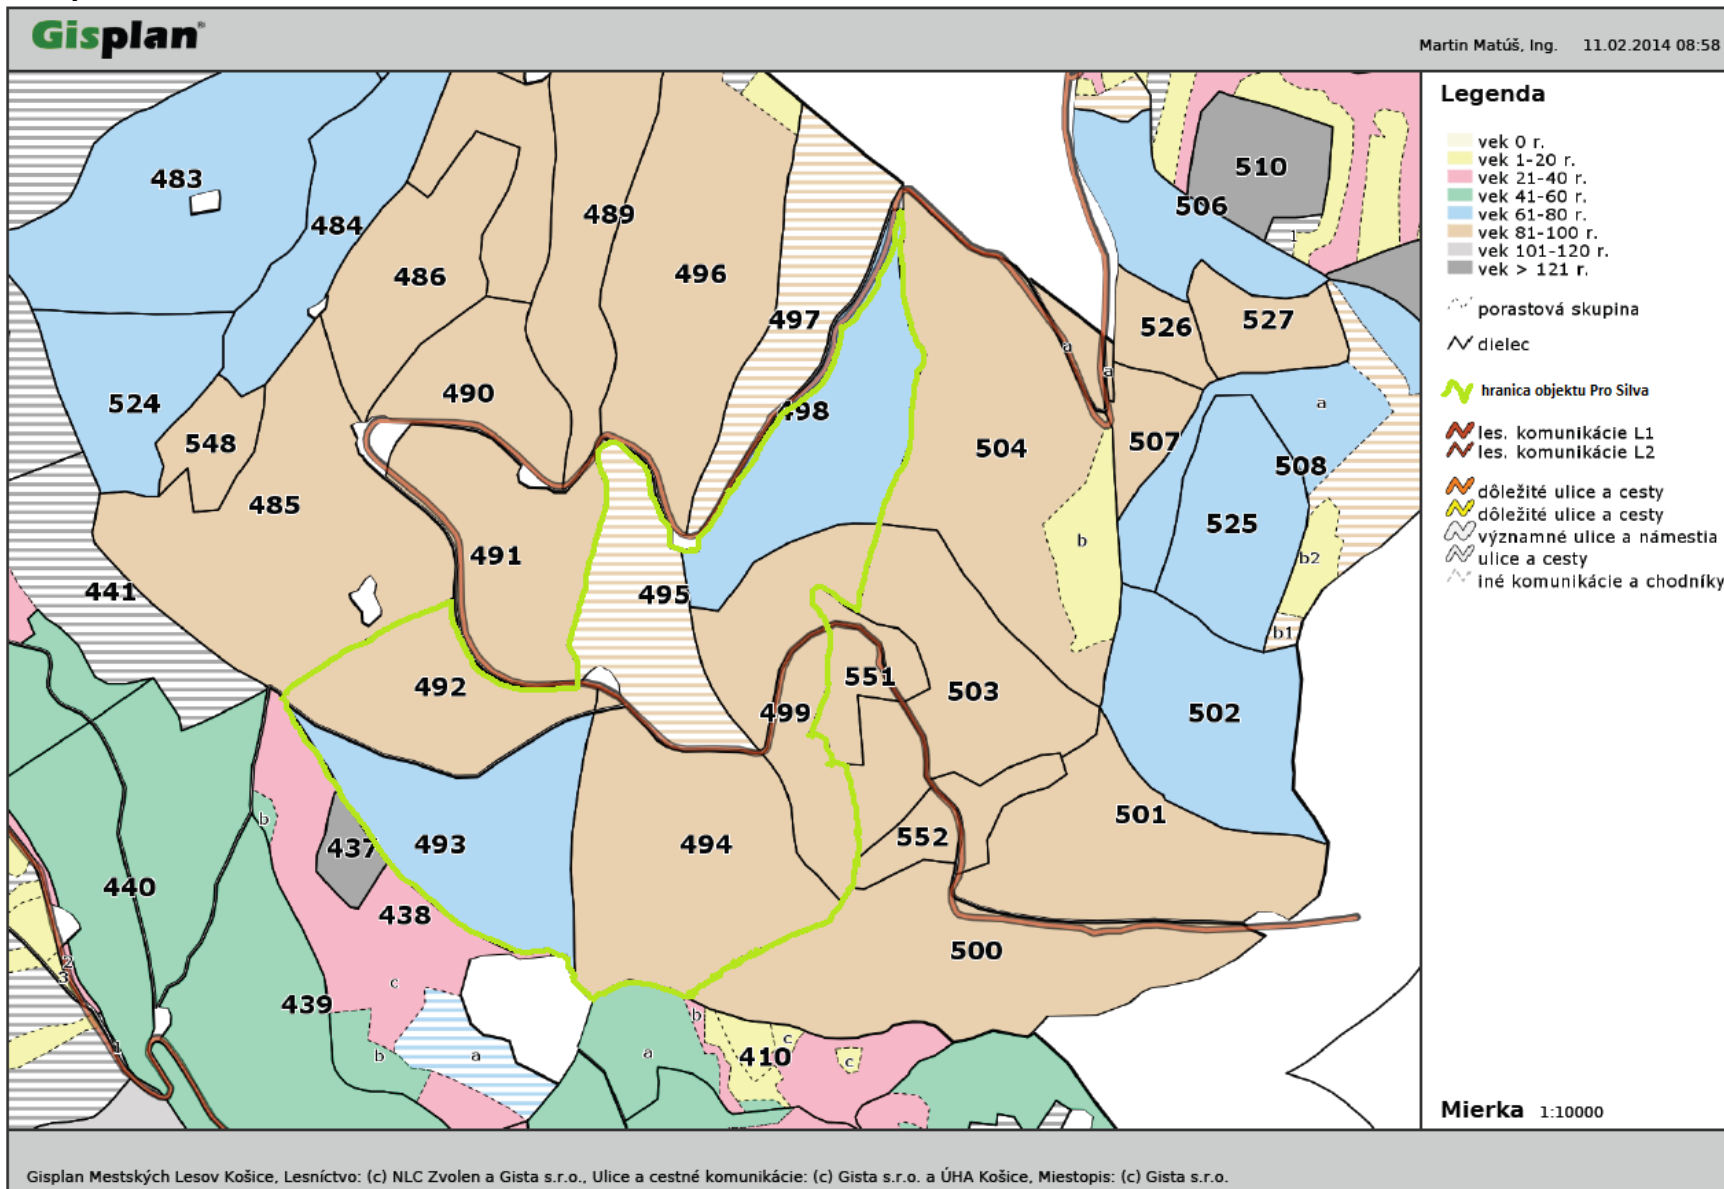 Gisplan
Martin Matúš, Ing. 11.02.2014 08:58
Legenda
vek 0 r.
vek 1-20 r.
vek 21-40 r.
vek 41-60 r.
vek 61-80 r.
vek 81-100 r.
vek 101-120 r.
vek > 121 r.
porastová skupina
dielec
hranica objektu Pro Silva
les. komunikácie L1
les. komunikácie L2
dôležité ulice a cesty
dôležité ulice a cesty
významné ulice a námestia
ulice a cesty
iné komunikácie a chodníky
Mierka 1:10000
483
484
486
489
496
497
510
1
506
526
527
a
a
524
548
490
498
504
507
a
508
485
491
525
b
b2
441
495
b1
492
551
503
499
502
b
437
493
494
552
501
440
438
500
2
3
c
439
b
1
b
a
a
c
410
c
Gisplan Mestských Lesov Košice, Lesníctvo: (c) NLC Zvolen a Gista s.r.o., Ulice a cestné komunikácie: (c) Gista s.r.o. a ÚHA Košice, Miestopis: (c) Gista s.r.o.